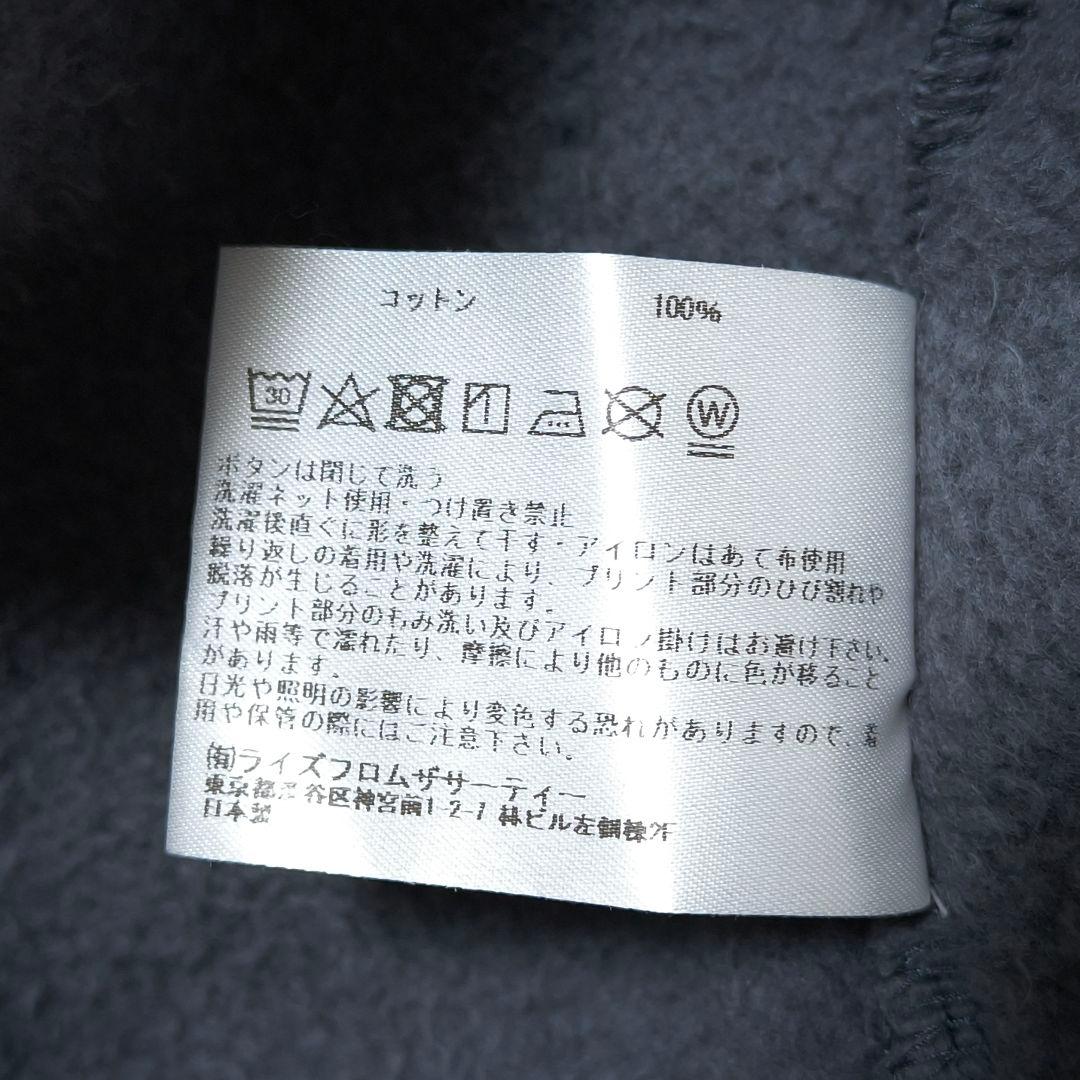 コットン 100%
30 W
ボタンは閉じて洗う
洗濯ネット使用・つけ置き禁止
洗濯後直ぐに形を整えて干す・アイロンはあて布使用
繰り返しの着用や洗濯により、プリント部分のひび割れや
脱落が生じることがあります。
プリント部分のもみ洗い及びアイロン掛けはお避け下さい。
汗や雨等で濡れたり、摩擦により他のものに色が移ること
があります。
日光や照明の影響により変色する恐れがありますので、着
用や保管の際にはご注意下さい。
㈲ライズフロムザサーティー
東京都渋谷区神宮前1-2-7 林ビル左側棟2F
日本製